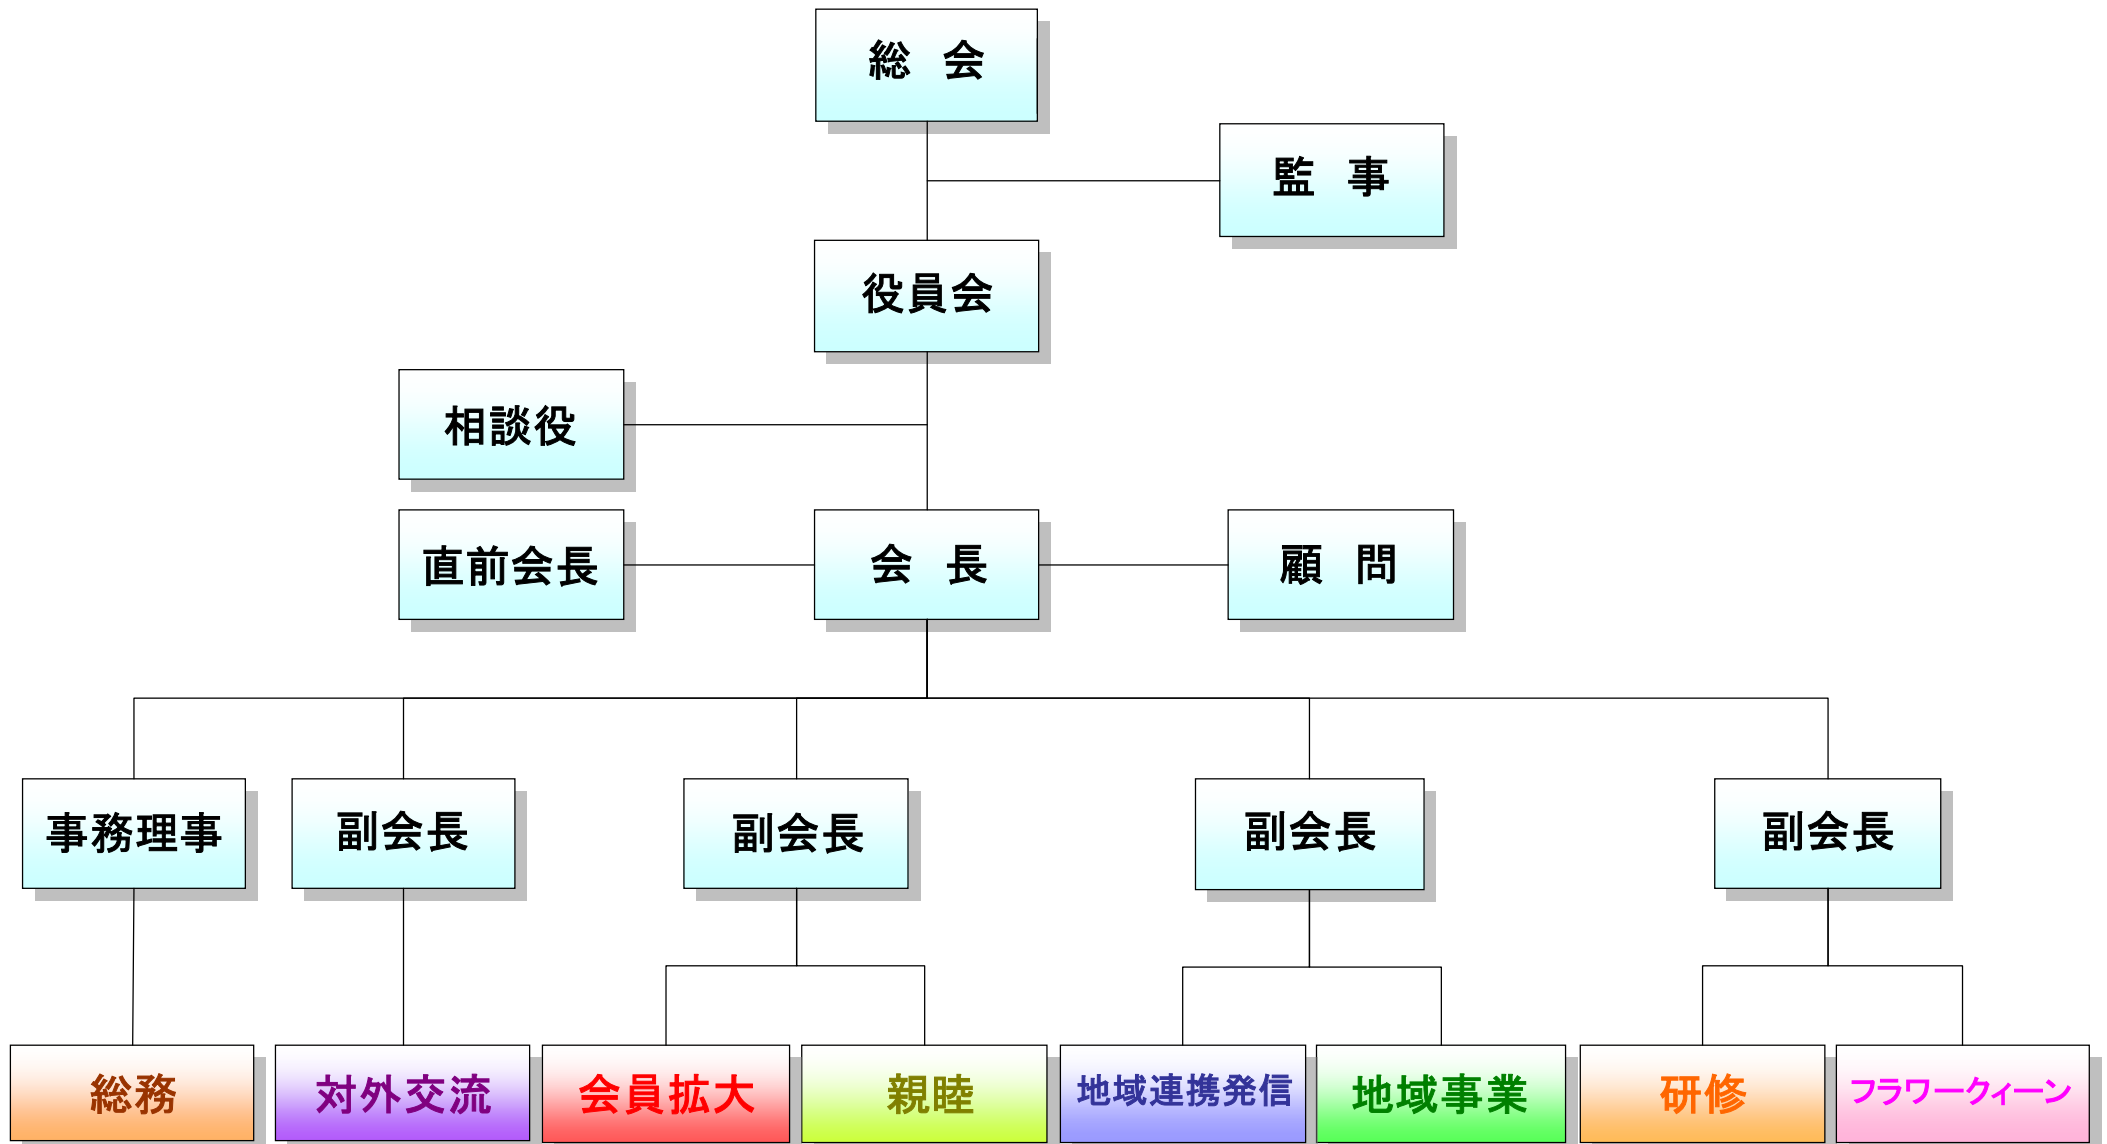 総　会
監　事
役員会
相談役
直前会長
会　長
顧　問
事務理事
副会長
副会長
副会長
副会長
総務
対外交流
会員拡大
親睦
地域連携発信
地域事業
研修
フラワークィーン